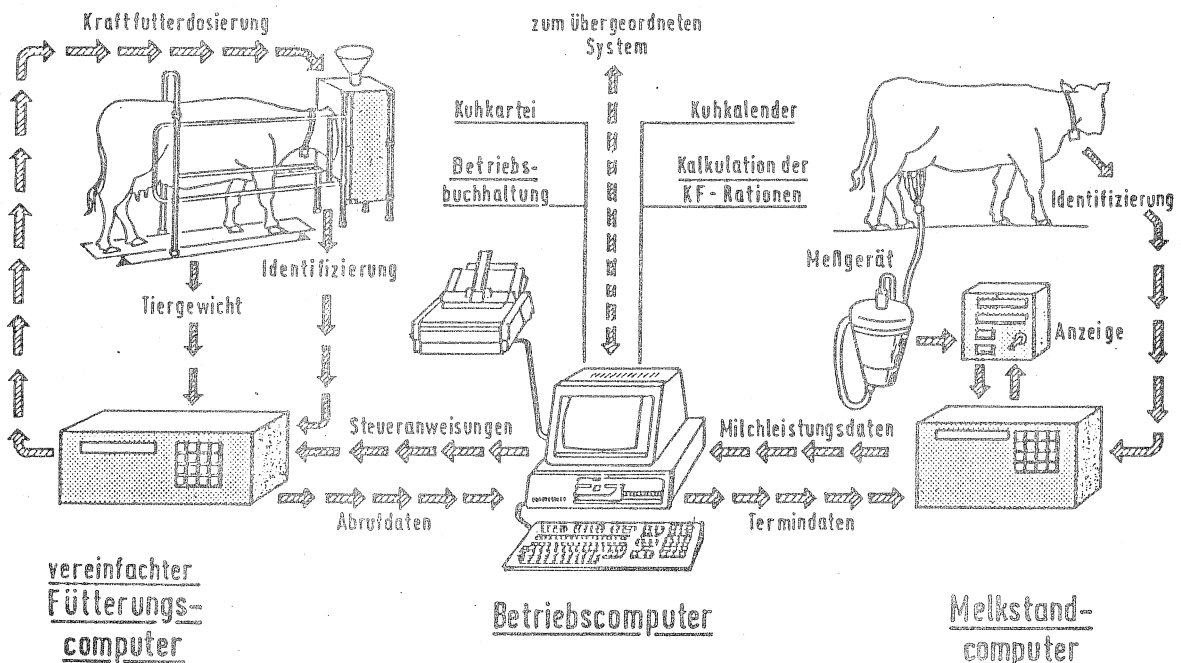 Kraftfutterdosierung
zum übergeordneten
System
Kuhkartei
Kuhkalender
Betriebs-
buchhaltung
Kalkulation der
KF-Rationen
Identifizierung
Identifizierung
Tiergewicht
Meßgerät
Anzeige
Steueranweisungen
Milchleistungsdaten
Abrufdaten
Termindaten
vereinfachter
Fütterungs-
computer
Betriebscomputer
Melkstand-
computer